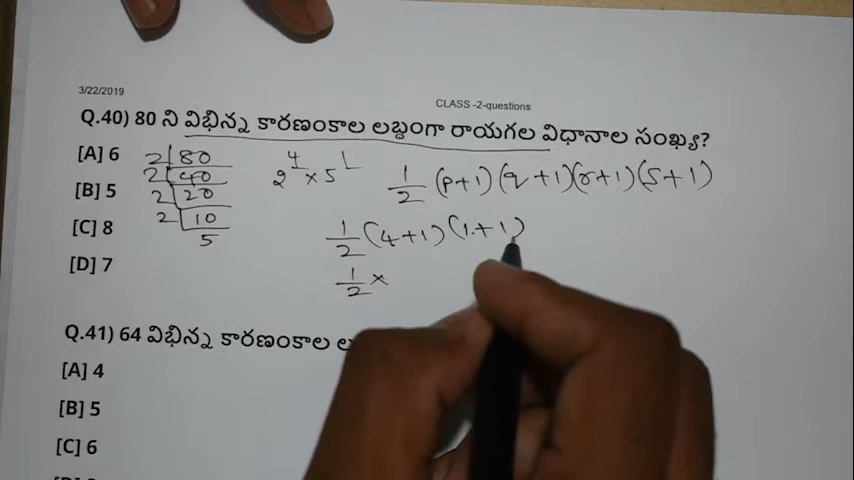 3/22/2019
CLASS -2-questions
Q.40) 80 ని విభిన్న కారణంకాల లబ్దంగా రాయగల విధానాల సంఖ్య?
[A] 6
[B] 5
[C] 8
[D] 7
2|80
2|40
2|20
2|10
5
2⁴ × 5¹
1/2 (p+1)(q+1)(r+1)(s+1)
1/2 (4+1)(1+1)
1/2 ×
Q.41) 64 విభిన్న కారణంకాల ల
[A] 4
[B] 5
[C] 6